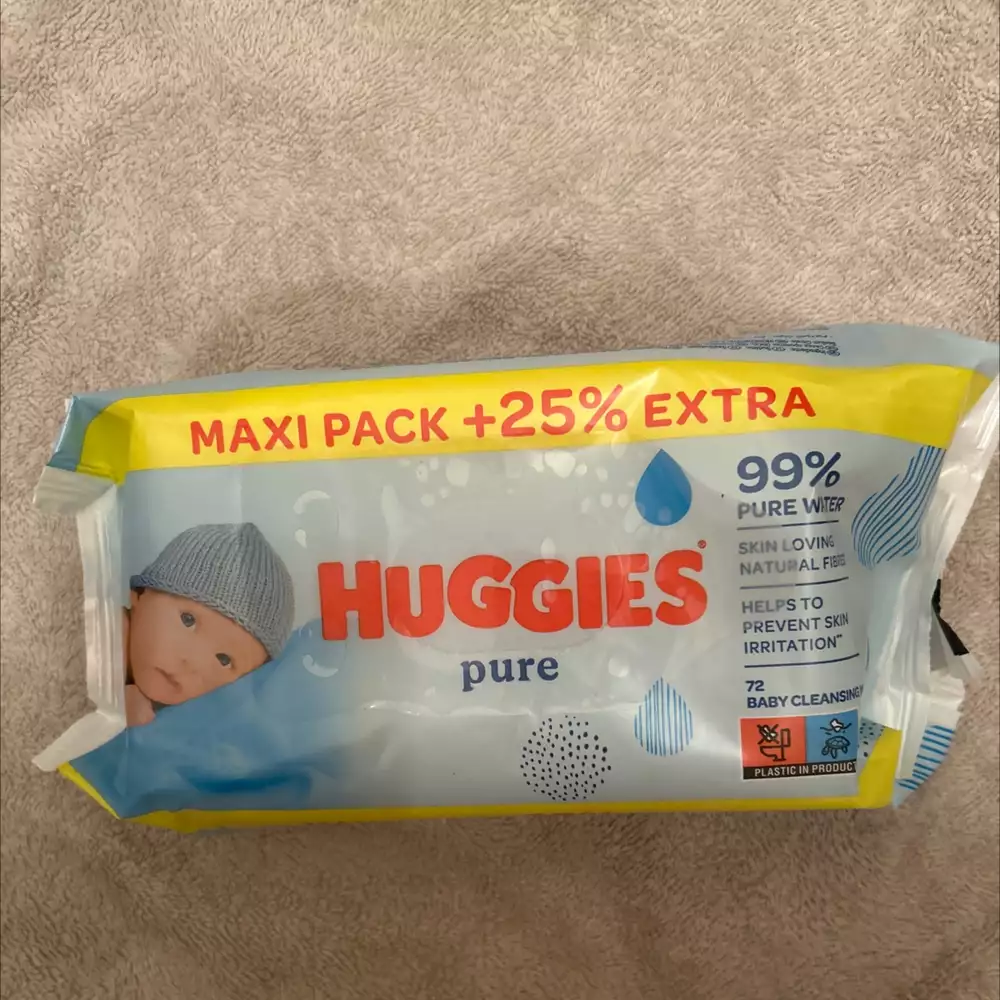 MAXI PACK +25% EXTRA
HUGGIES®
pure
99%
PURE WATER
SKIN LOVING
NATURAL FIBRES
HELPS TO
PREVENT SKIN
IRRITATION**
72
BABY CLEANSING
PLASTIC IN PRODUCT